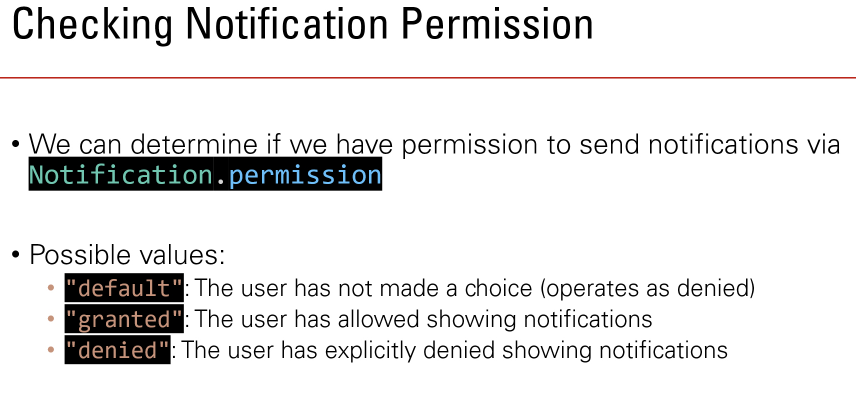 Checking Notification Permission
• We can determine if we have permission to send notifications via
Notification.permission
• Possible values:
• "default": The user has not made a choice (operates as denied)
• "granted": The user has allowed showing notifications
• "denied": The user has explicitly denied showing notifications